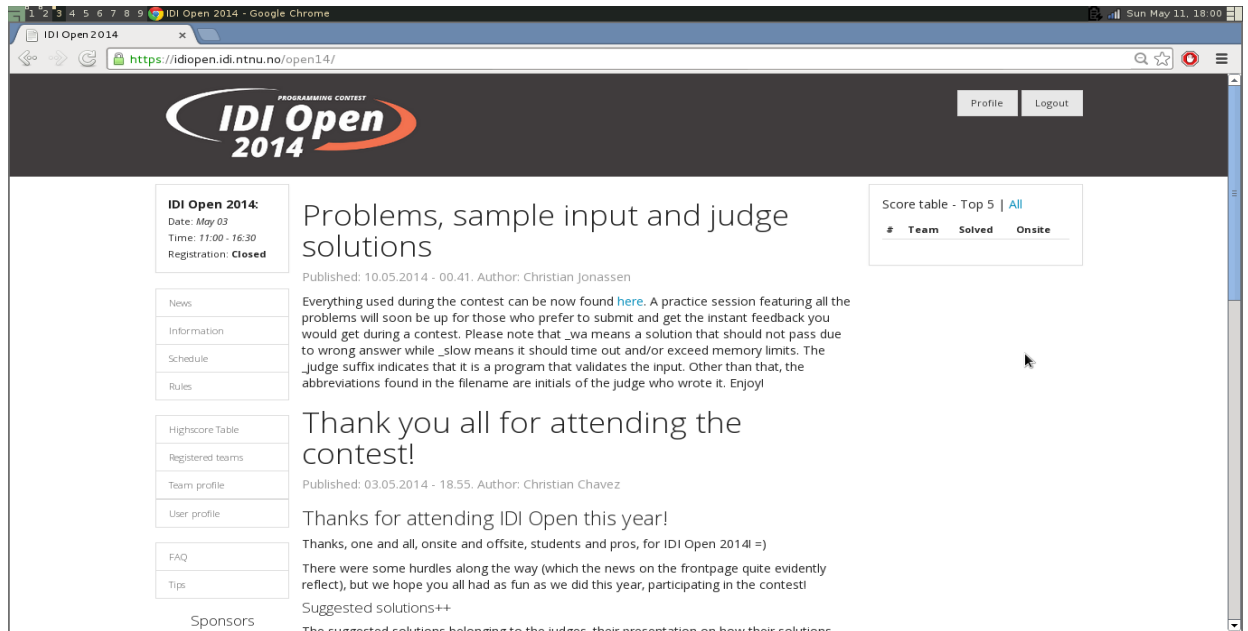 1 2 3 4 5 6 7 8 9 IDI Open 2014 - Google Chrome
Sun May 11, 18:00
IDI Open 2014
https://idiopen.idi.ntnu.no/open14/
PROGRAMMING CONTEST
IDI Open
2014
Profile
Logout
IDI Open 2014:
Date: May 03
Time: 11:00 - 16:30
Registration: Closed
News
Information
Schedule
Rules
Highscore Table
Registered teams
Team profile
User profile
FAQ
Tips
Sponsors
Problems, sample input and judge
solutions
Published: 10.05.2014 - 00.41. Author: Christian Jonassen
Everything used during the contest can be now found here. A practice session featuring all the
problems will soon be up for those who prefer to submit and get the instant feedback you
would get during a contest. Please note that _wa means a solution that should not pass due
to wrong answer while _slow means it should time out and/or exceed memory limits. The
_judge suffix indicates that it is a program that validates the input. Other than that, the
abbreviations found in the filename are initials of the judge who wrote it. Enjoy!
Thank you all for attending the
contest!
Published: 03.05.2014 - 18.55. Author: Christian Chavez
Thanks for attending IDI Open this year!
Thanks, one and all, onsite and offsite, students and pros, for IDI Open 2014! =)
There were some hurdles along the way (which the news on the frontpage quite evidently
reflect), but we hope you all had as fun as we did this year, participating in the contest!
Suggested solutions++
The suggested solutions belonging to the judges, their presentation on how their solutions
Score table - Top 5 | All
# Team Solved Onsite